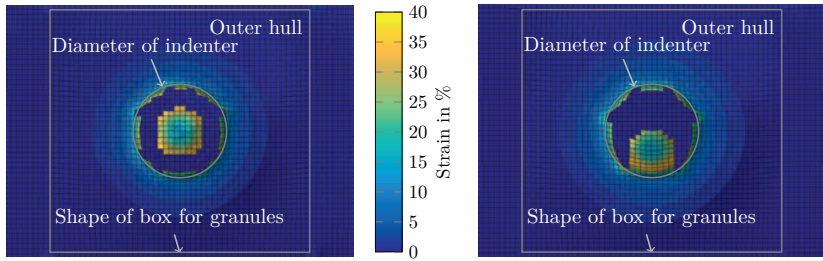 Outer hull
Diameter of indenter
Shape of box for granules
40
35
30
25
20
15
10
5
0
Strain in %
Outer hull
Diameter of indenter
Shape of box for granules